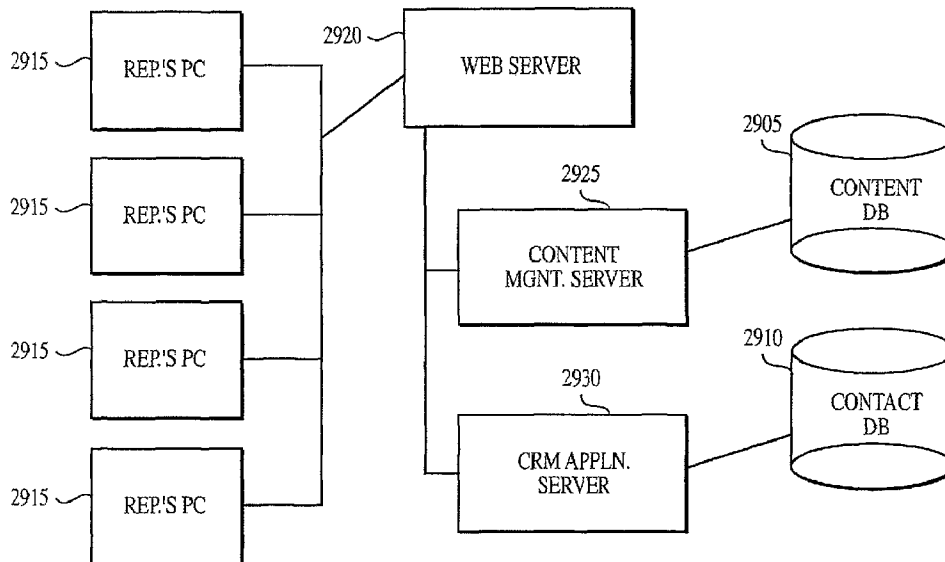 2915
REP.'S PC
2915
REP.'S PC
2915
REP.'S PC
2915
REP.'S PC
2920
WEB SERVER
2925
CONTENT
MGNT. SERVER
2905
CONTENT
DB
2930
CRM APPLN.
SERVER
2910
CONTACT
DB